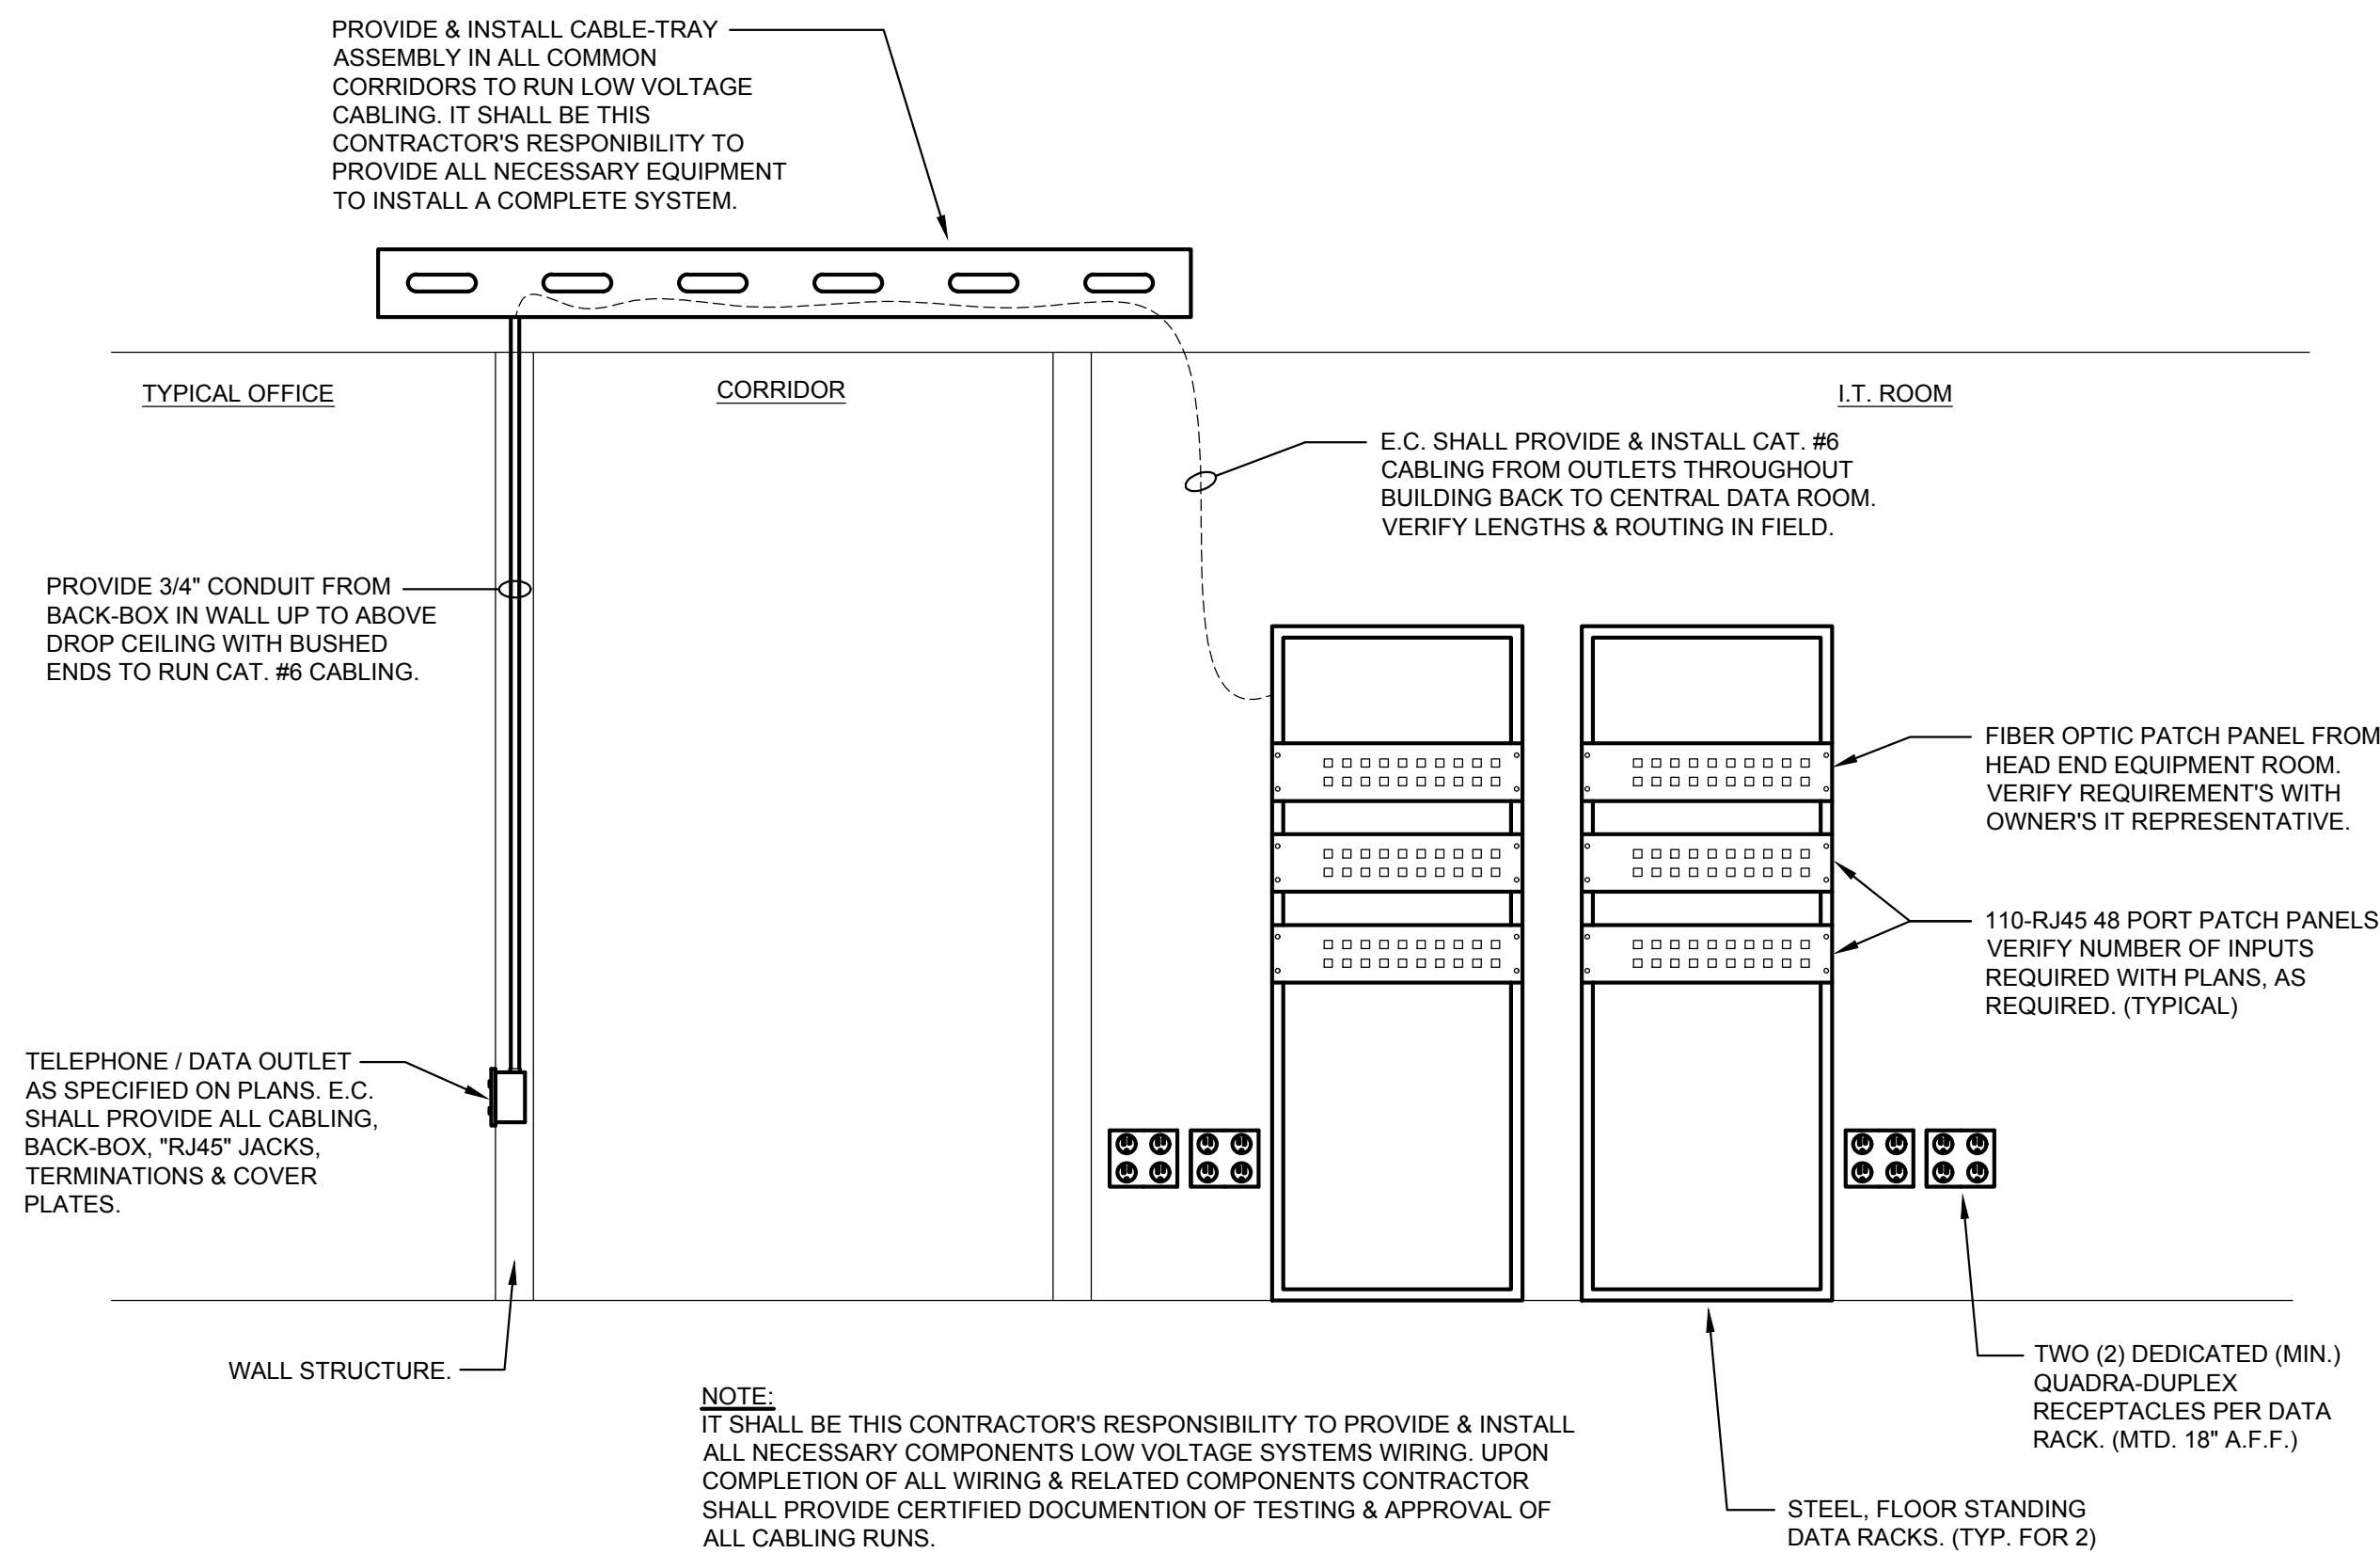 PROVIDE & INSTALL CABLE-TRAY
ASSEMBLY IN ALL COMMON
CORRIDORS TO RUN LOW VOLTAGE
CABLING. IT SHALL BE THIS
CONTRACTOR'S RESPONIBILITY TO
PROVIDE ALL NECESSARY EQUIPMENT
TO INSTALL A COMPLETE SYSTEM.
TYPICAL OFFICE
CORRIDOR
I.T. ROOM
E.C. SHALL PROVIDE & INSTALL CAT. #6
CABLING FROM OUTLETS THROUGHOUT
BUILDING BACK TO CENTRAL DATA ROOM.
VERIFY LENGTHS & ROUTING IN FIELD.
PROVIDE 3/4" CONDUIT FROM
BACK-BOX IN WALL UP TO ABOVE
DROP CEILING WITH BUSHED
ENDS TO RUN CAT. #6 CABLING.
FIBER OPTIC PATCH PANEL FROM
HEAD END EQUIPMENT ROOM.
VERIFY REQUIREMENT'S WITH
OWNER'S IT REPRESENTATIVE.
110-RJ45 48 PORT PATCH PANELS
VERIFY NUMBER OF INPUTS
REQUIRED WITH PLANS, AS
REQUIRED. (TYPICAL)
TELEPHONE / DATA OUTLET
AS SPECIFIED ON PLANS. E.C.
SHALL PROVIDE ALL CABLING,
BACK-BOX, "RJ45" JACKS,
TERMINATIONS & COVER
PLATES.
WALL STRUCTURE.
TWO (2) DEDICATED (MIN.)
QUADRA-DUPLEX
RECEPTACLES PER DATA
RACK. (MTD. 18" A.F.F.)
NOTE:
IT SHALL BE THIS CONTRACTOR'S RESPONSIBILITY TO PROVIDE & INSTALL
ALL NECESSARY COMPONENTS LOW VOLTAGE SYSTEMS WIRING. UPON
COMPLETION OF ALL WIRING & RELATED COMPONENTS CONTRACTOR
SHALL PROVIDE CERTIFIED DOCUMENTION OF TESTING & APPROVAL OF
ALL CABLING RUNS.
STEEL, FLOOR STANDING
DATA RACKS. (TYP. FOR 2)